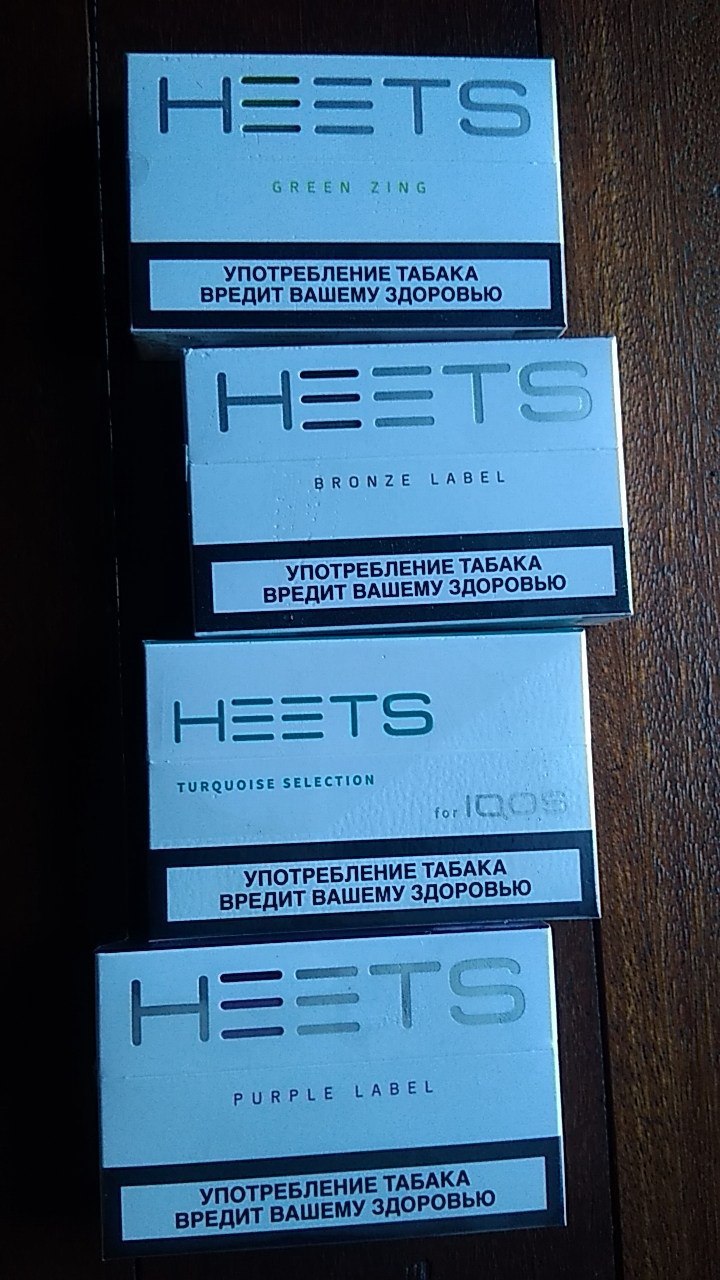 HEETS
GREEN ZING
УПОТРЕБЛЕНИЕ ТАБАКА
ВРЕДИТ ВАШЕМУ ЗДОРОВЬЮ
HEETS
BRONZE LABEL
УПОТРЕБЛЕНИЕ ТАБАКА
ВРЕДИТ ВАШЕМУ ЗДОРОВЬЮ
HEETS
TURQUOISE SELECTION
for IQOS
УПОТРЕБЛЕНИЕ ТАБАКА
ВРЕДИТ ВАШЕМУ ЗДОРОВЬЮ
HEETS
PURPLE LABEL
УПОТРЕБЛЕНИЕ ТАБАКА
ВРЕДИТ ВАШЕМУ ЗДОРОВЬЮ